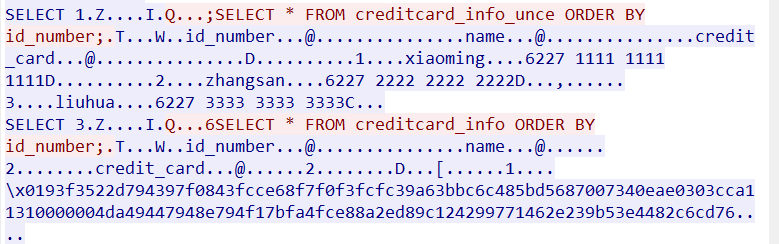 SELECT 1.Z....I.Q...;SELECT * FROM creditcard_info_unce ORDER BY
id_number;.T...W..id_number...@...............name...@...............credit
_card...@...............D..........1....xiaoming....6227 1111 1111
1111D..........2....zhangsan....6227 2222 2222 2222D...,......
3....liuhua....6227 3333 3333 3333C...
SELECT 3.Z....I.Q...6SELECT * FROM creditcard_info ORDER BY
id_number;.T...W..id_number...@...............name...@......
2........credit_card...@......2........D...[......1....
\x0193f3522d794397f0843fcce68f7f0f3fcfc39a63bbc6c485bd5687007340eae0303cca1
1310000004da49447948e794f17bfa4fce88a2ed89c124299771462e239b53e4482c6cd76..
..